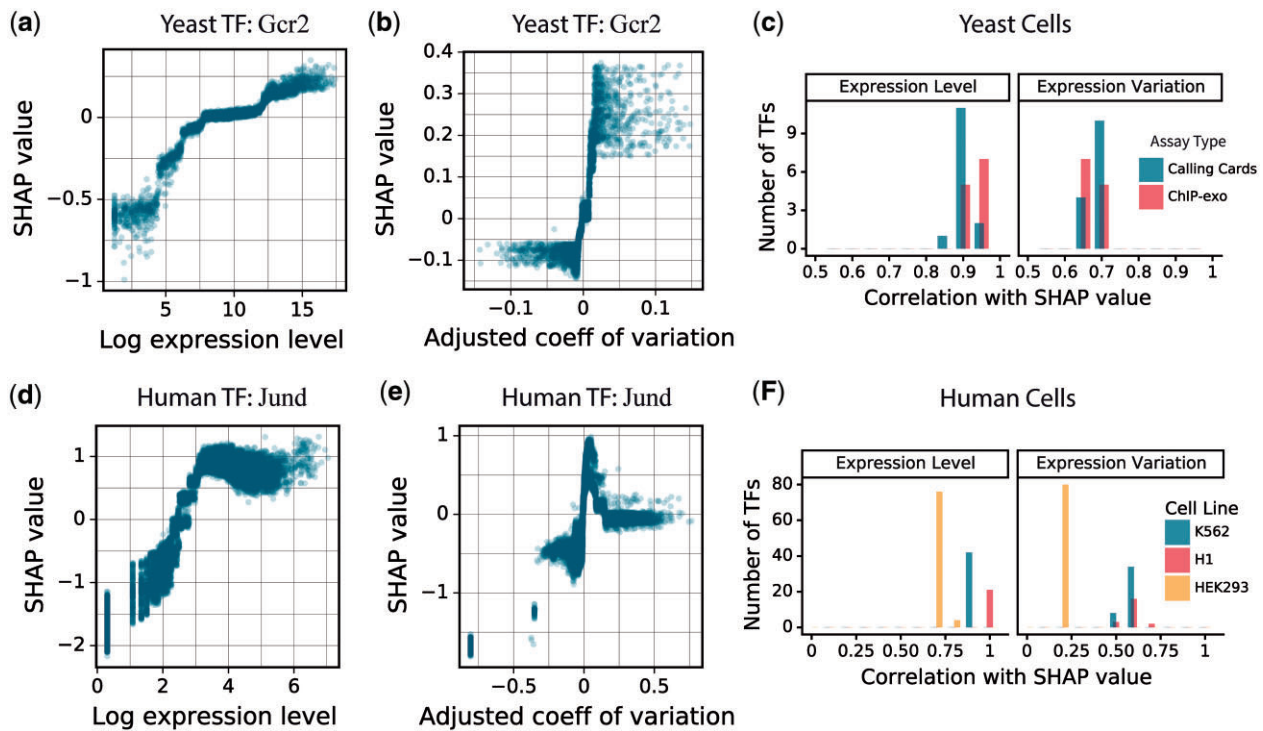 (a)
Yeast TF: Gcr2
SHAP value
0
−0.5
−1
5
10
15
Log expression level
(b)
Yeast TF: Gcr2
SHAP value
0.4
0.3
0.2
0.1
0
−0.1
−0.1
0
0.1
Adjusted coeff of variation
(c)
Yeast Cells
Expression Level
Expression Variation
Number of TFs
9
6
3
0
0.5 0.6 0.7 0.8 0.9 1
0.5 0.6 0.7 0.8 0.9 1
Correlation with SHAP value
Assay Type
Calling Cards
ChIP-exo
(d)
Human TF: Jund
SHAP value
1
0
−1
−2
0
2
4
6
Log expression level
(e)
Human TF: Jund
SHAP value
1
0
−1
−0.5
0
0.5
Adjusted coeff of variation
(F)
Human Cells
Expression Level
Expression Variation
Number of TFs
80
60
40
20
0
0 0.25 0.50 0.75 1
0 0.25 0.50 0.75 1
Correlation with SHAP value
Cell Line
K562
H1
HEK293